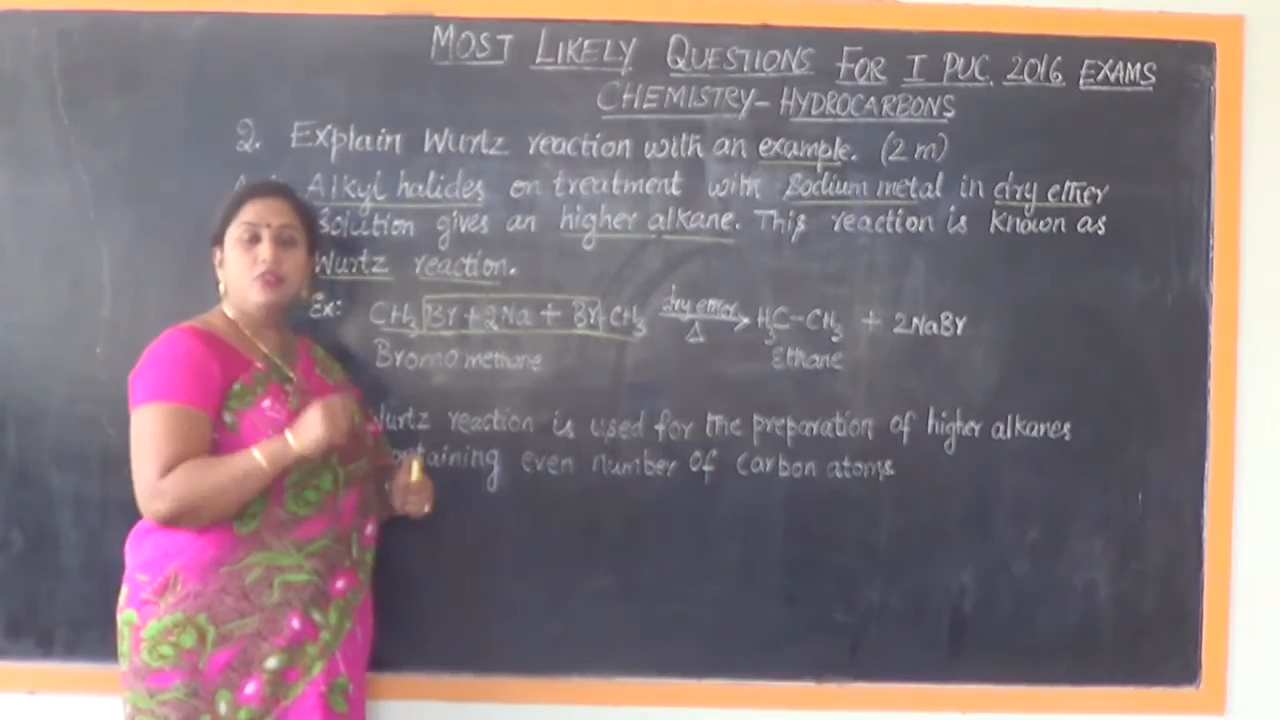 MOST LIKELY QUESTIONS FOR I PUC 2016 EXAMS
CHEMISTRY - HYDROCARBONS
2. Explain Wurtz reaction with an example. (2 m)
Alkyl halides on treatment with Sodium metal in dry ether
Solution gives an higher alkane. This reaction is known as
Wurtz reaction.
Ex: CH₃ Br + 2Na + Br CH₃ dry ether Δ → H₃C-CH₃ + 2NaBr
Bromo methane Ethane
Wurtz reaction is used for the preparation of higher alkanes
even number of carbon atoms